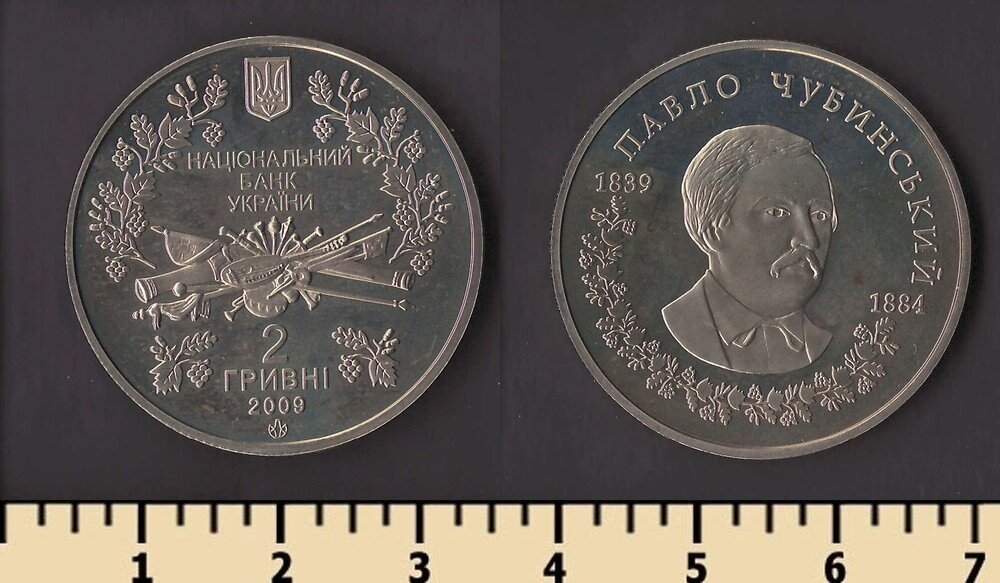 НАЦІОНАЛЬНИЙ
БАНК
УКРАЇНИ
2
ГРИВНІ
2009
ПАВЛО ЧУБИНСЬКИЙ
1839
1884
1 2 3 4 5 6 7